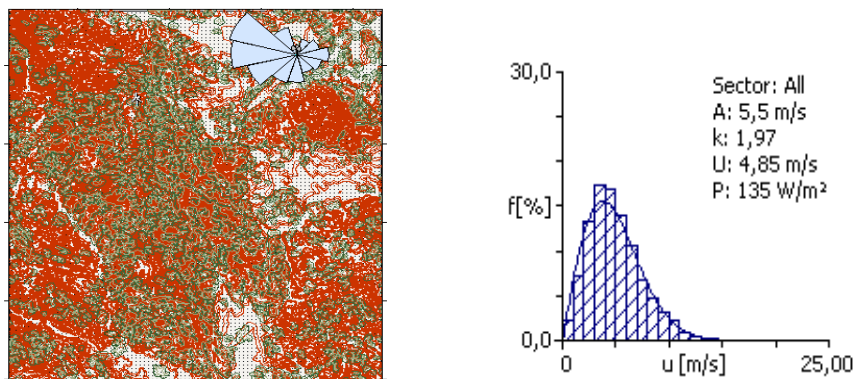 30,0
f[%]
0,0
0
u [m/s]
25,00
Sector: All
A: 5,5 m/s
k: 1,97
U: 4,85 m/s
P: 135 W/m²